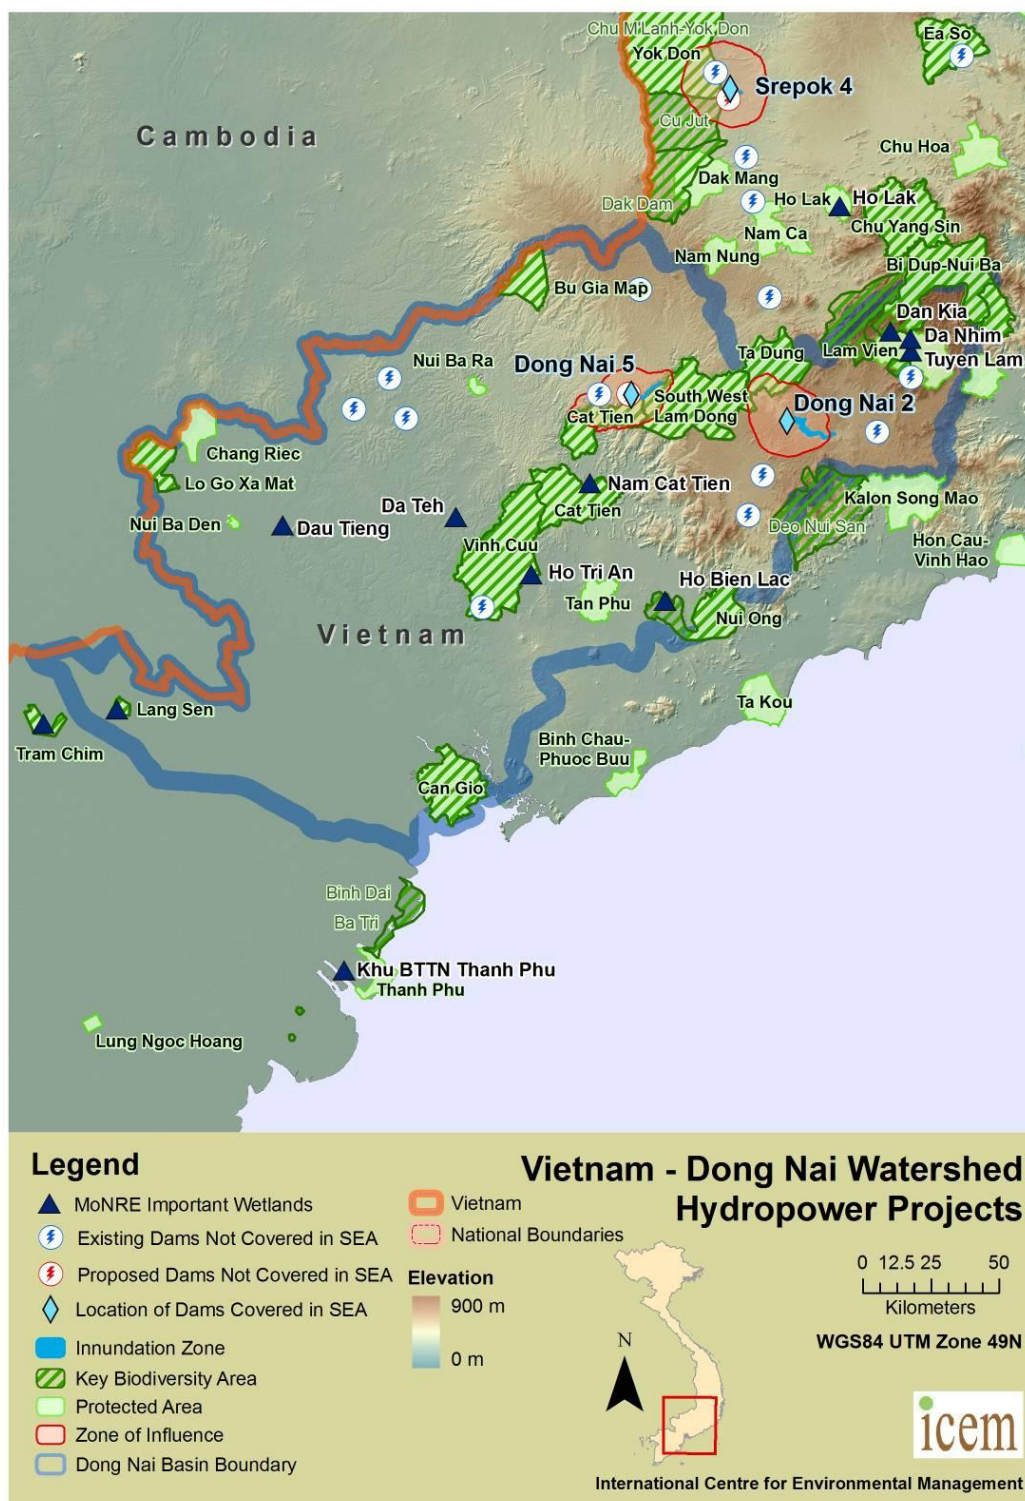 Chu M'Lanh-Yok Don
Ea So
Yok Don
Srepok 4
Cambodia
Cu Jut
Chu Hoa
Dak Mang
Ho Lak
Ho Lak
Dak Dam
Chu Yang Sin
Nam Ca
Nam Nung
Bi Dup-Nui Ba
Bu Gia Map
Dan Kia
Da Nhim
Lam Vien
Tuyen Lam
Ta Dung
Nui Ba Ra
Dong Nai 5
South West
Lam Dong
Cat Tien
Dong Nai 2
Chang Riec
Lo Go Xa Mat
Nam Cat Tien
Kalon Song Mao
Da Teh
Cat Tien
Nui Ba Den
Dau Tieng
Deo Nui San
Vinh Cuu
Hon Cau-
Vinh Hao
Ho Tri An
Ho Bien Lac
Tan Phu
Nui Ong
Vietnam
Ta Kou
Lang Sen
Tram Chim
Binh Chau-
Phuoc Buu
Can Gio
Binh Dai
Ba Tri
Khu BTTN Thanh Phu
Thanh Phu
Lung Ngoc Hoang
Legend
MoNRE Important Wetlands
Existing Dams Not Covered in SEA
Proposed Dams Not Covered in SEA
Location of Dams Covered in SEA
Innundation Zone
Key Biodiversity Area
Protected Area
Zone of Influence
Dong Nai Basin Boundary
Vietnam
National Boundaries
Elevation
900 m
0 m
Vietnam - Dong Nai Watershed
Hydropower Projects
0 12.5 25 50
Kilometers
WGS84 UTM Zone 49N
N
icem
International Centre for Environmental Management